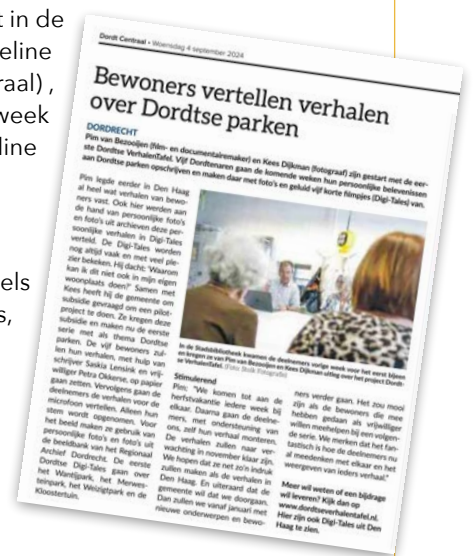 t in de
eline
raal) ,
week
line
els
s,
Dordt Centraal • Woensdag 4 september 2024
Bewoners vertellen verhalen
over Dordtse parken
DORDRECHT
Pim van Bezooijen (film- en documentairemaker) en Kees Dijkman (fotograaf) zijn gestart met de eer-
ste Dordtse VerhalenTafel. Vijf Dordtenaren gaan de komende weken hun persoonlijke belevenissen
aan Dordtse parken opschrijven en maken daar met foto's en geluid vijf korte filmpjes (Digi-Tales) van.
Pim legde eerder in Den Haag
al heel wat verhalen van bewo-
ners vast. Ook hier werden aan
de hand van persoonlijke foto's
en foto's uit archieven deze per-
soonlijke verhalen in Digi-Tales
verteld. De Digi-Tales worden
nog altijd vaak en met veel ple-
zier bekeken. Hij dacht: 'Waarom
kan ik dit niet ook in mijn eigen
woonplaats doen?' Samen met
Kees heeft hij de gemeente om
subsidie gevraagd om een pilot-
project te doen. Ze kregen deze
subsidie en maken nu de eerste
serie met als thema Dordtse
parken. De vijf bewoners zul-
len hun verhalen, met hulp van
schrijver Saskia Lensink en vrij-
williger Petra Okkerse, op papier
gaan zetten. Vervolgens gaan de
deelnemers de verhalen voor de
microfoon vertellen. Alleen hun
stem wordt opgenomen. Voor
het beeld maken ze gebruik van
persoonlijke foto's en foto's uit
de beeldbank van het Regionaal
Archief Dordrecht. De eerste
Dordtse Digi-Tales gaan over
het Wantijpark, het Merwes-
teinpark, het Weizigtpark en de
Kloostertuin.
In de Stadsbibliotheek kwamen de deelnemers vorige week voor het eerst bijeen
en kregen ze van Pim van Bezooijen en Kees Dijkman uitleg over het project Dordt-
se VerhalenTafel. (Foto: Stolk Fotografie)
Stimulerend
Pim: "We komen tot aan de
herfstvakantie iedere week bij
elkaar. Daarna gaan de deelne-
mers, met ondersteuning van
ons, zelf hun verhaal monteren.
De verhalen zullen naar ver-
wachting in november klaar zijn.
We hopen dat ze net zo'n indruk
zullen maken als de verhalen in
Den Haag. En uiteraard dat de
gemeente wil dat we doorgaan.
Dan zullen we vanaf januari met
nieuwe onderwerpen en bewo-
ners verder gaan. Het zou mooi
zijn als de bewoners die mee
hebben gedaan als vrijwilliger
willen meehelpen bij een volgen-
de serie. We merken dat het fan-
tastisch is hoe de deelnemers nu
al meedenken met elkaar en het
weergeven van ieders verhaal."
Meer wil weten of een bijdrage
wil leveren? Kijk dan op
www.dordtseverhalentafel.nl.
Hier zijn ook Digi-Tales uit Den
Haag te zien.